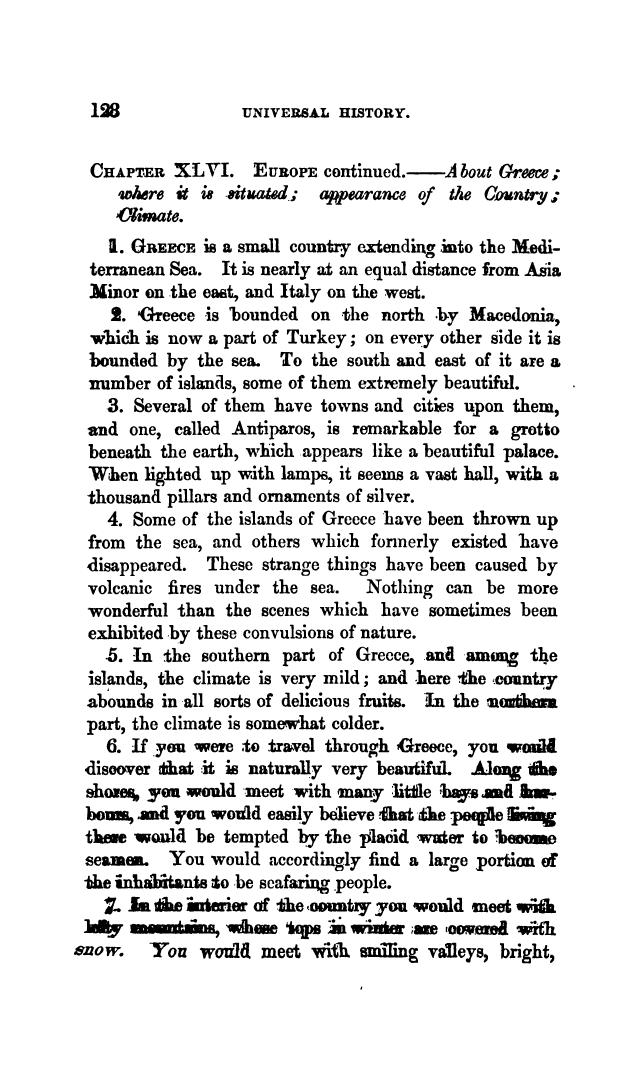 128 UNIVERSAL HISTORY.
CHAPTER XLVI. EUROPE continued.——About Greece;
where it is situated; appearance of the Country;
Climate.
1. GREECE is a small country extending into the Medi-
terranean Sea. It is nearly at an equal distance from Asia
Minor on the east, and Italy on the west.
2. Greece is bounded on the north by Macedonia,
which is now a part of Turkey; on every other side it is
bounded by the sea. To the south and east of it are a
number of islands, some of them extremely beautiful.
3. Several of them have towns and cities upon them,
and one, called Antiparos, is remarkable for a grotto
beneath the earth, which appears like a beautiful palace.
When lighted up with lamps, it seems a vast hall, with a
thousand pillars and ornaments of silver.
4. Some of the islands of Greece have been thrown up
from the sea, and others which formerly existed have
disappeared. These strange things have been caused by
volcanic fires under the sea. Nothing can be more
wonderful than the scenes which have sometimes been
exhibited by these convulsions of nature.
5. In the southern part of Greece, and among the
islands, the climate is very mild; and here the country
abounds in all sorts of delicious fruits. In the northern
part, the climate is somewhat colder.
6. If you were to travel through Greece, you would
discover that it is naturally very beautiful. Along the
shores, you would meet with many little bays and har-
bours, and you would easily believe that the people living
there would be tempted by the placid water to become
seamen. You would accordingly find a large portion of
the inhabitants to be seafaring people.
7. In the interior of the country you would meet with
lofty mountains, whose tops in winter are covered with
snow. You would meet with smiling valleys, bright,